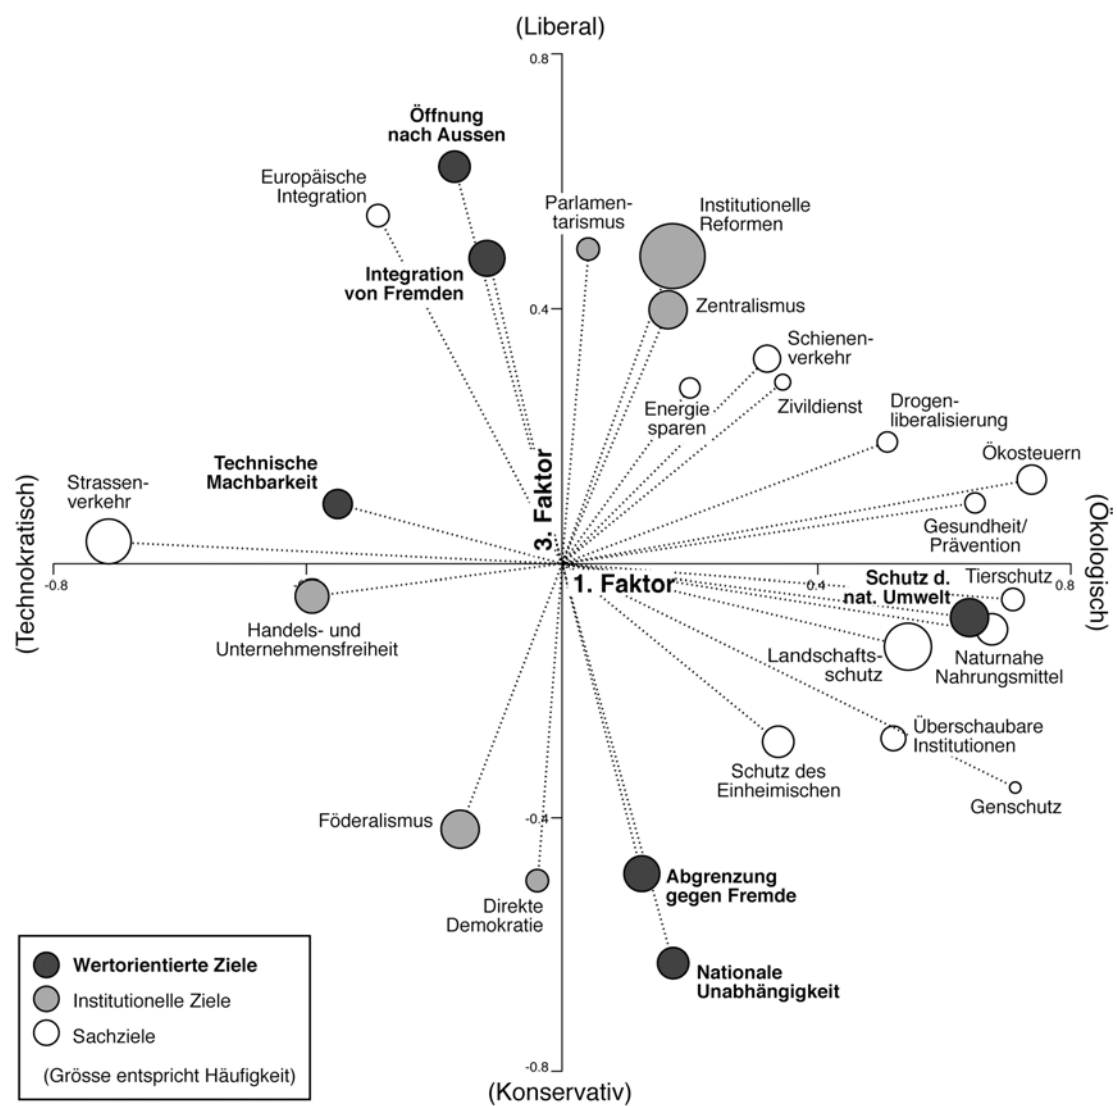 (Liberal)
0.8
Öffnung
nach Aussen
Europäische
Integration
Parlamen-
tarismus
Institutionelle
Reformen
Integration
von Fremden
0.4
Zentralismus
Schienen-
verkehr
Energie
sparen
Zivildienst
Drogen-
liberalisierung
Ökosteuern
Technische
Machbarkeit
Strassen-
verkehr
3. Faktor
(Technokratisch)
(Ökologisch)
Gesundheit/
Prävention
-0.8
1. Faktor
0.4
0.8
Schutz d.
nat. Umwelt
Tierschutz
Handels- und
Unternehmensfreiheit
Landschafts-
schutz
Naturnahe
Nahrungsmittel
Überschaubare
Institutionen
Schutz des
Einheimischen
Genschutz
Föderalismus
-0.4
Direkte
Demokratie
Abgrenzung
gegen Fremde
Nationale
Unabhängigkeit
Wertorientierte Ziele
Institutionelle Ziele
Sachziele
(Grösse entspricht Häufigkeit)
-0.8
(Konservativ)